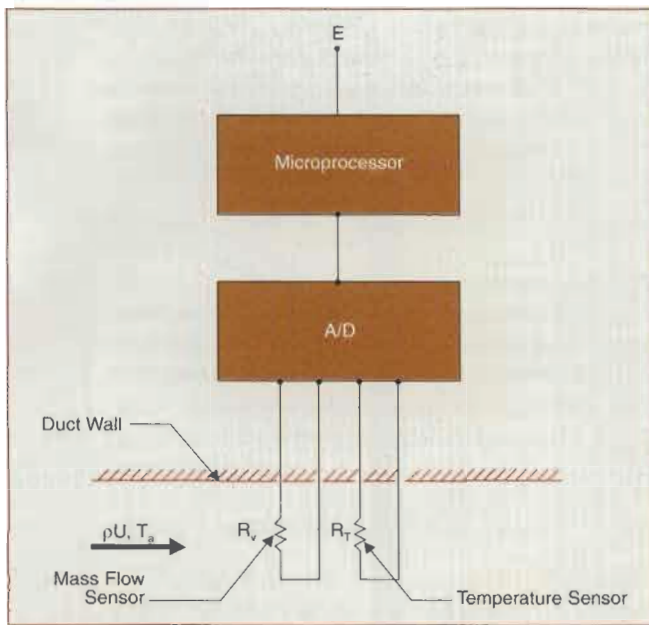 E
Microprocessor
A/D
Duct Wall
ρU, Tₐ
Rᵥ
R_T
Mass Flow
Sensor
Temperature Sensor